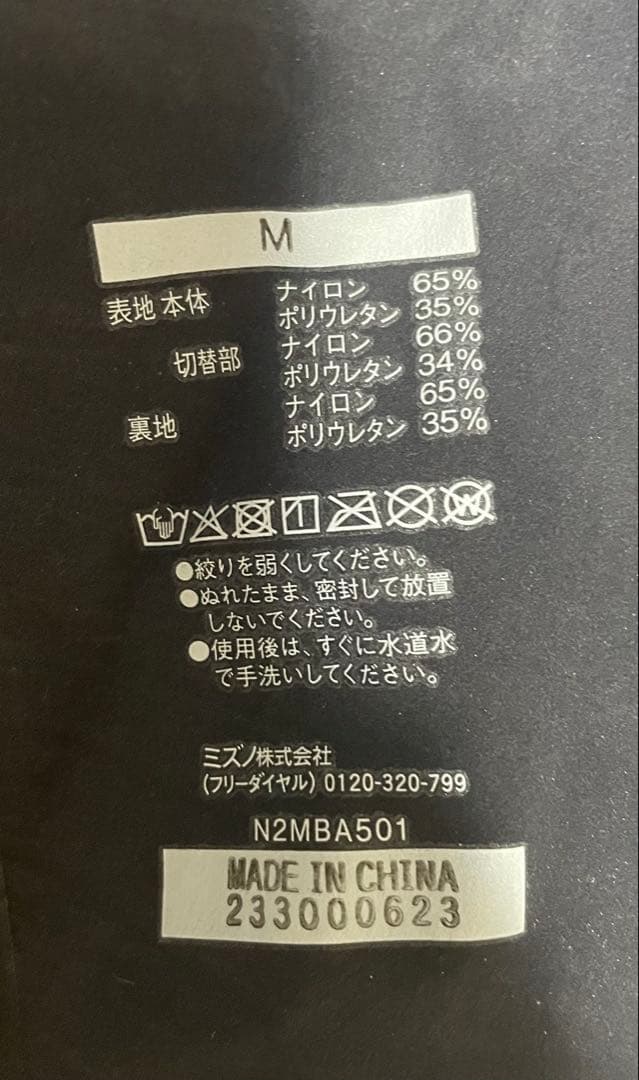 M
表地 本体 ナイロン 65%
ポリウレタン 35%
切替部 ナイロン 66%
ポリウレタン 34%
裏地 ナイロン 65%
ポリウレタン 35%
W
●絞りを弱くしてください。
●ぬれたまま、密封して放置
しないでください。
●使用後は、すぐに水道水
で手洗いしてください。
ミズノ株式会社
(フリーダイヤル) 0120-320-799
N2MBA501
MADE IN CHINA
233000623